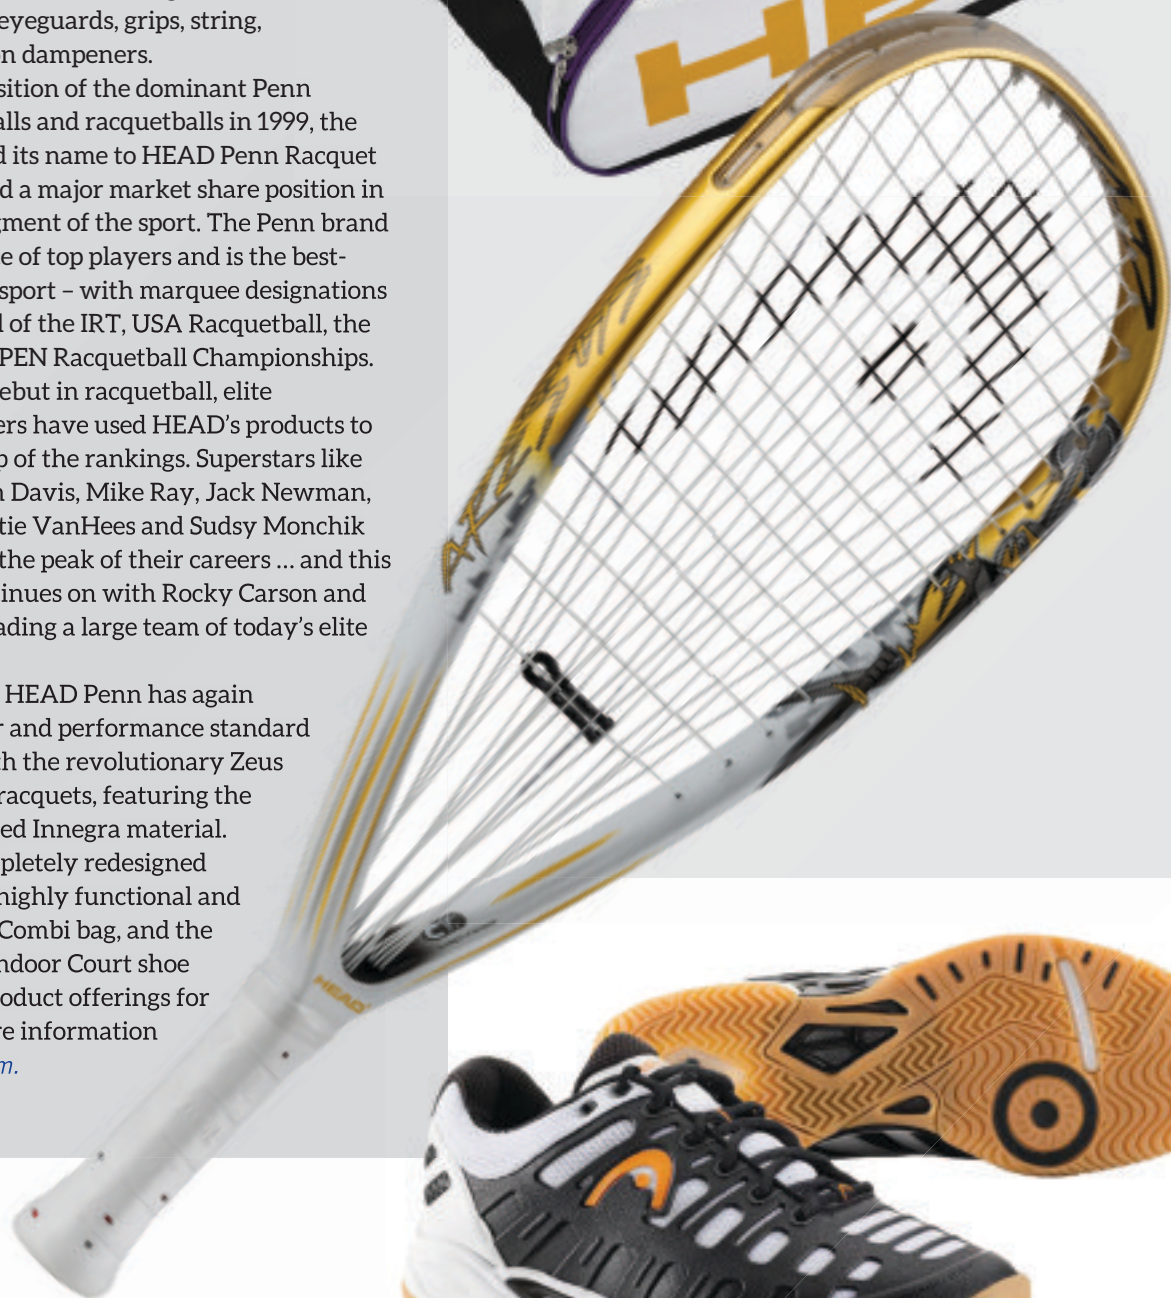 eyeguards, grips, string,
on dampeners.
sition of the dominant Penn
alls and racquetballs in 1999, the
d its name to HEAD Penn Racquet
d a major market share position in
gment of the sport. The Penn brand
e of top players and is the best-
sport – with marquee designations
l of the IRT, USA Racquetball, the
PEN Racquetball Championships.
ebut in racquetball, elite
ers have used HEAD's products to
p of the rankings. Superstars like
n Davis, Mike Ray, Jack Newman,
tie VanHees and Sudsy Monchik
the peak of their careers ... and this
inues on with Rocky Carson and
ading a large team of today's elite
HEAD Penn has again
r and performance standard
th the revolutionary Zeus
racquets, featuring the
ed Innegra material.
pletely redesigned
highly functional and
Combi bag, and the
ndoor Court shoe
oduct offerings for
re information
m.
HE
HEAD